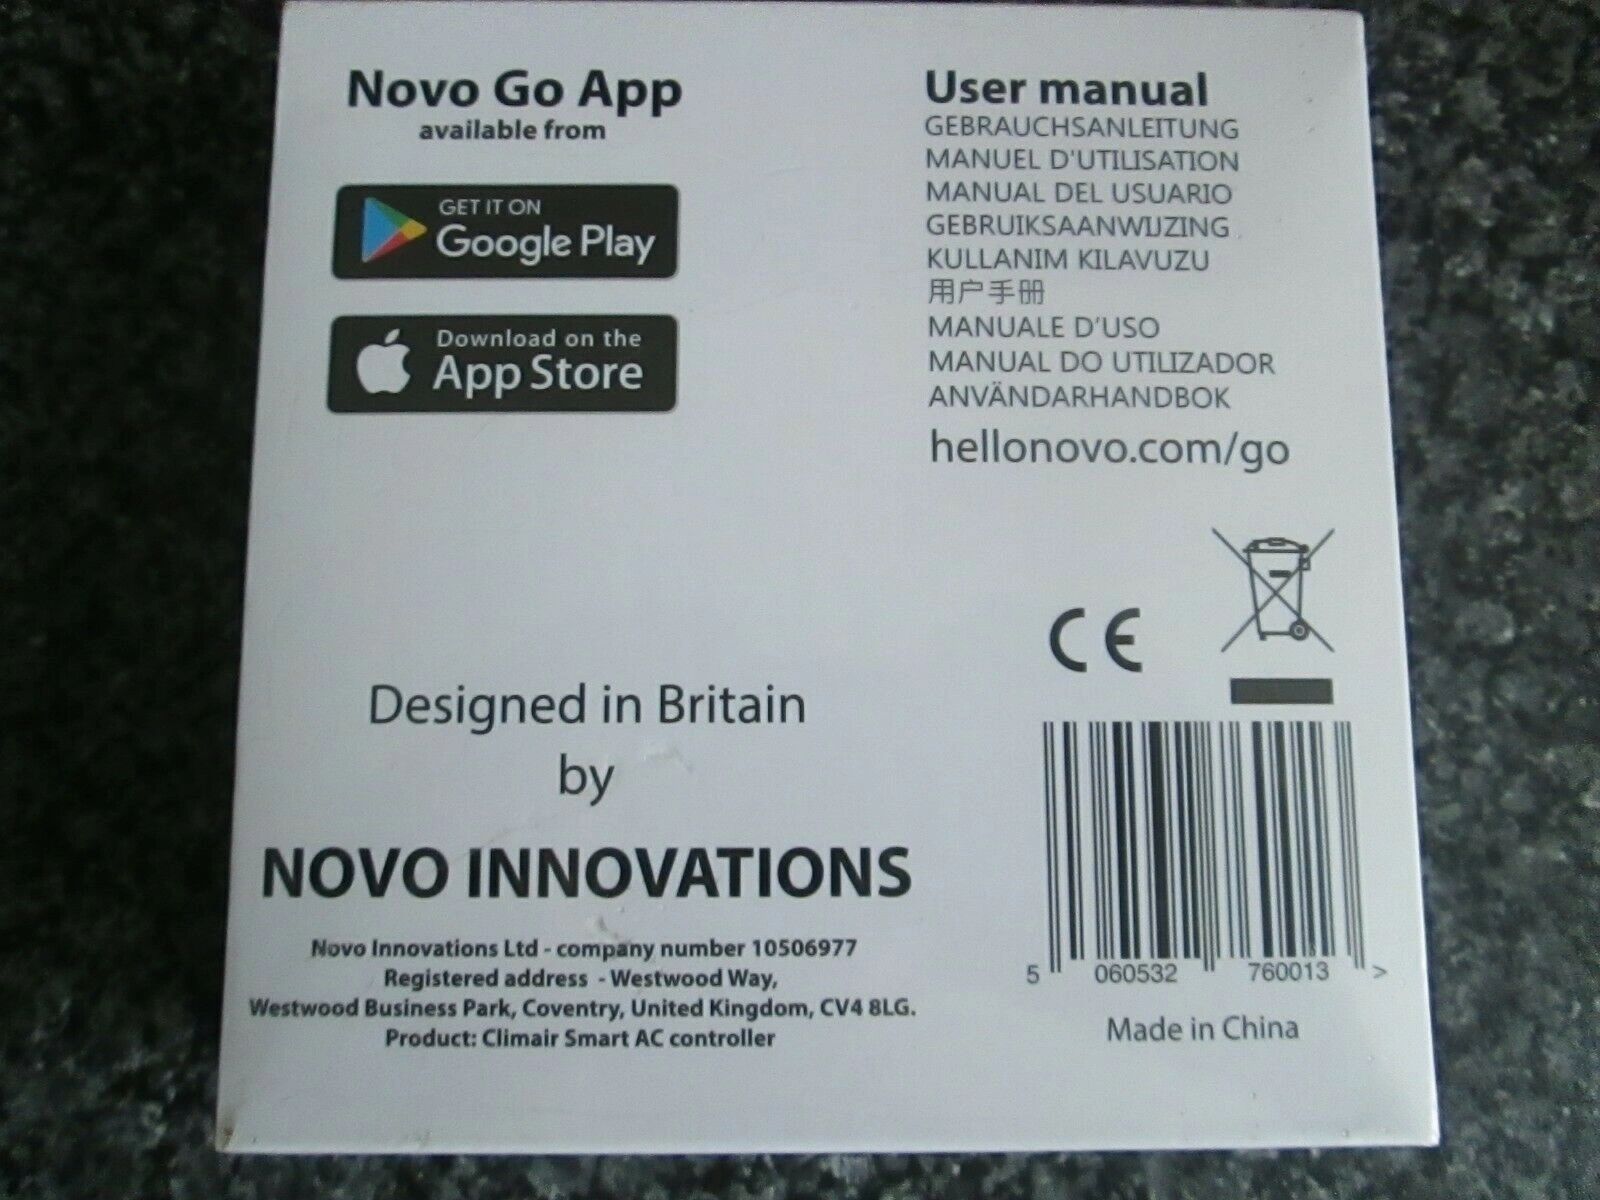 Novo Go App
available from
GET IT ON
Google Play
Download on the
App Store
User manual
GEBRAUCHSANLEITUNG
MANUEL D'UTILISATION
MANUAL DEL USUARIO
GEBRUIKSAANWIJZING
KULLANIM KILAVUZU
用户手册
MANUALE D'USO
MANUAL DO UTILIZADOR
ANVÄNDARHANDBOK
hellonovo.com/go
CE
Designed in Britain
by
NOVO INNOVATIONS
Novo Innovations Ltd - company number 10506977
Registered address - Westwood Way,
Westwood Business Park, Coventry, United Kingdom, CV4 8LG.
Product: Climair Smart AC controller
5 060532 760013 >
Made in China